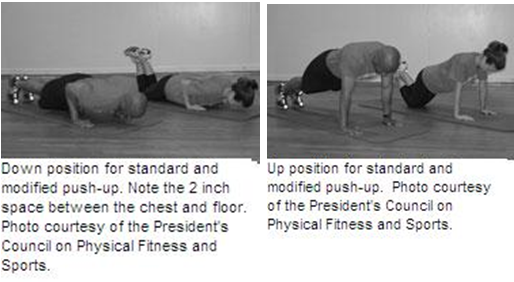 Down position for standard and
modified push-up. Note the 2 inch
space between the chest and floor.
Photo courtesy of the President's
Council on Physical Fitness and
Sports.
Up position for standard and
modified push-up.  Photo courtesy
of the President's Council on
Physical Fitness and Sports.